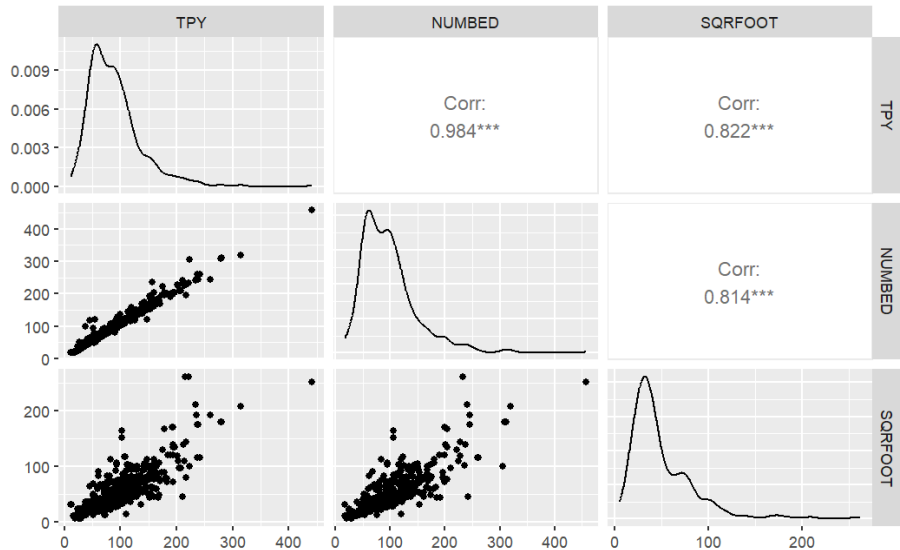 TPY NUMBED SQRFOOT
0.009
0.006
0.003
0.000
Corr:
0.984***
Corr:
0.822***
TPY
400
300
200
100
0
Corr:
0.814***
NUMBED
200
100
0
SQRFOOT
0 100 200 300 400 0 100 200 300 400 0 100 200